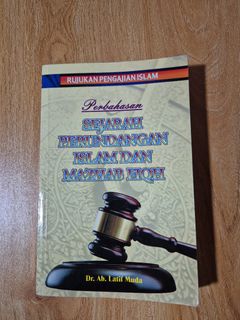 RUJUKAN PENGAJIAN ISLAM
Perbahasan
SEJARAH
PERUNDANGAN
ISLAM DAN
MAZHAB FIQH
Dr. Ab. Latif Muda